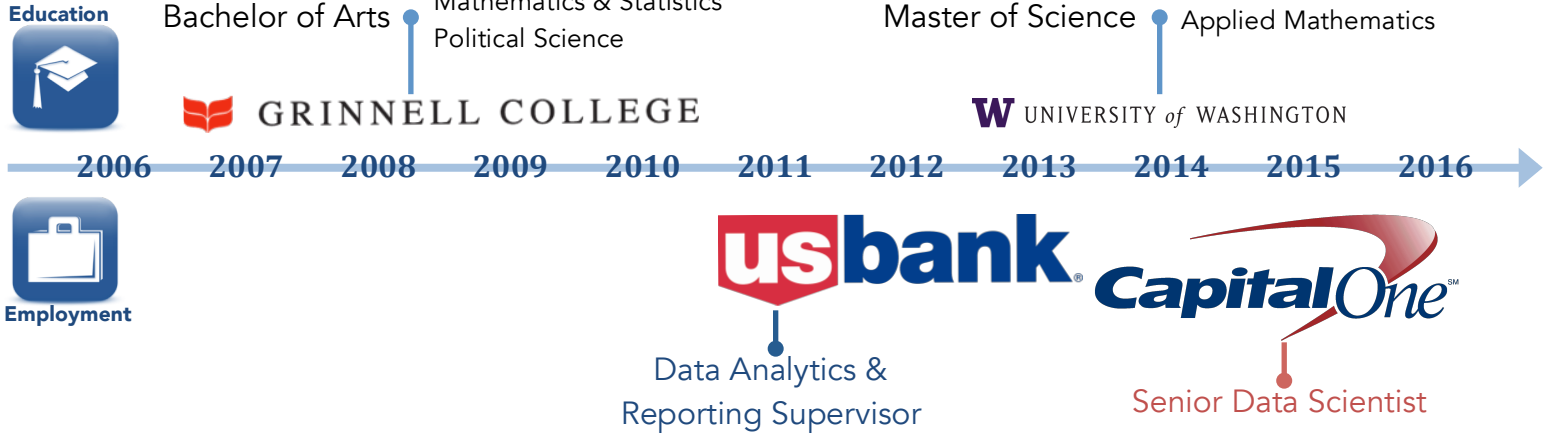 Education
Bachelor of Arts
Mathematics & Statistics
Political Science
Master of Science
Applied Mathematics
GRINNELL COLLEGE
W UNIVERSITY of WASHINGTON
2006 2007 2008 2009 2010 2011 2012 2013 2014 2015 2016
usbank®
CapitalOne℠
Employment
Data Analytics &
Reporting Supervisor
Senior Data Scientist